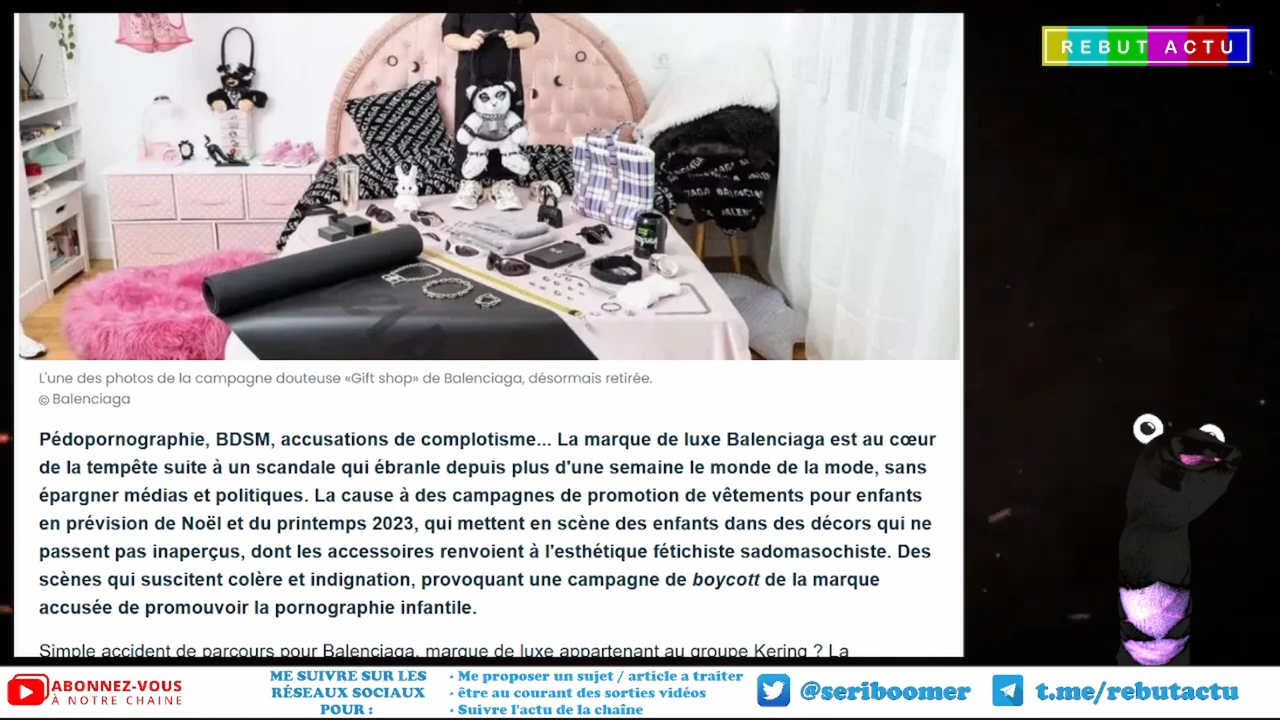 REBUT ACTU
L'une des photos de la campagne douteuse «Gift shop» de Balenciaga, désormais retirée.
© Balenciaga
Pédopornographie, BDSM, accusations de complotisme... La marque de luxe Balenciaga est au cœur
de la tempête suite à un scandale qui ébranle depuis plus d'une semaine le monde de la mode, sans
épargner médias et politiques. La cause à des campagnes de promotion de vêtements pour enfants
en prévision de Noël et du printemps 2023, qui mettent en scène des enfants dans des décors qui ne
passent pas inaperçus, dont les accessoires renvoient à l'esthétique fétichiste sadomasochiste. Des
scènes qui suscitent colère et indignation, provoquant une campagne de boycott de la marque
accusée de promouvoir la pornographie infantile.
Simple accident de parcours pour Balenciaga, marque de luxe appartenant au groupe Kering ? La
ABONNEZ-VOUS
À NOTRE CHAINE
ME SUIVRE SUR LES
RÉSEAUX SOCIAUX
POUR :
- Me proposer un sujet / article a traiter
- être au courant des sorties vidéos
- Suivre l'actu de la chaîne
@seriboomer
t.me/rebutactu